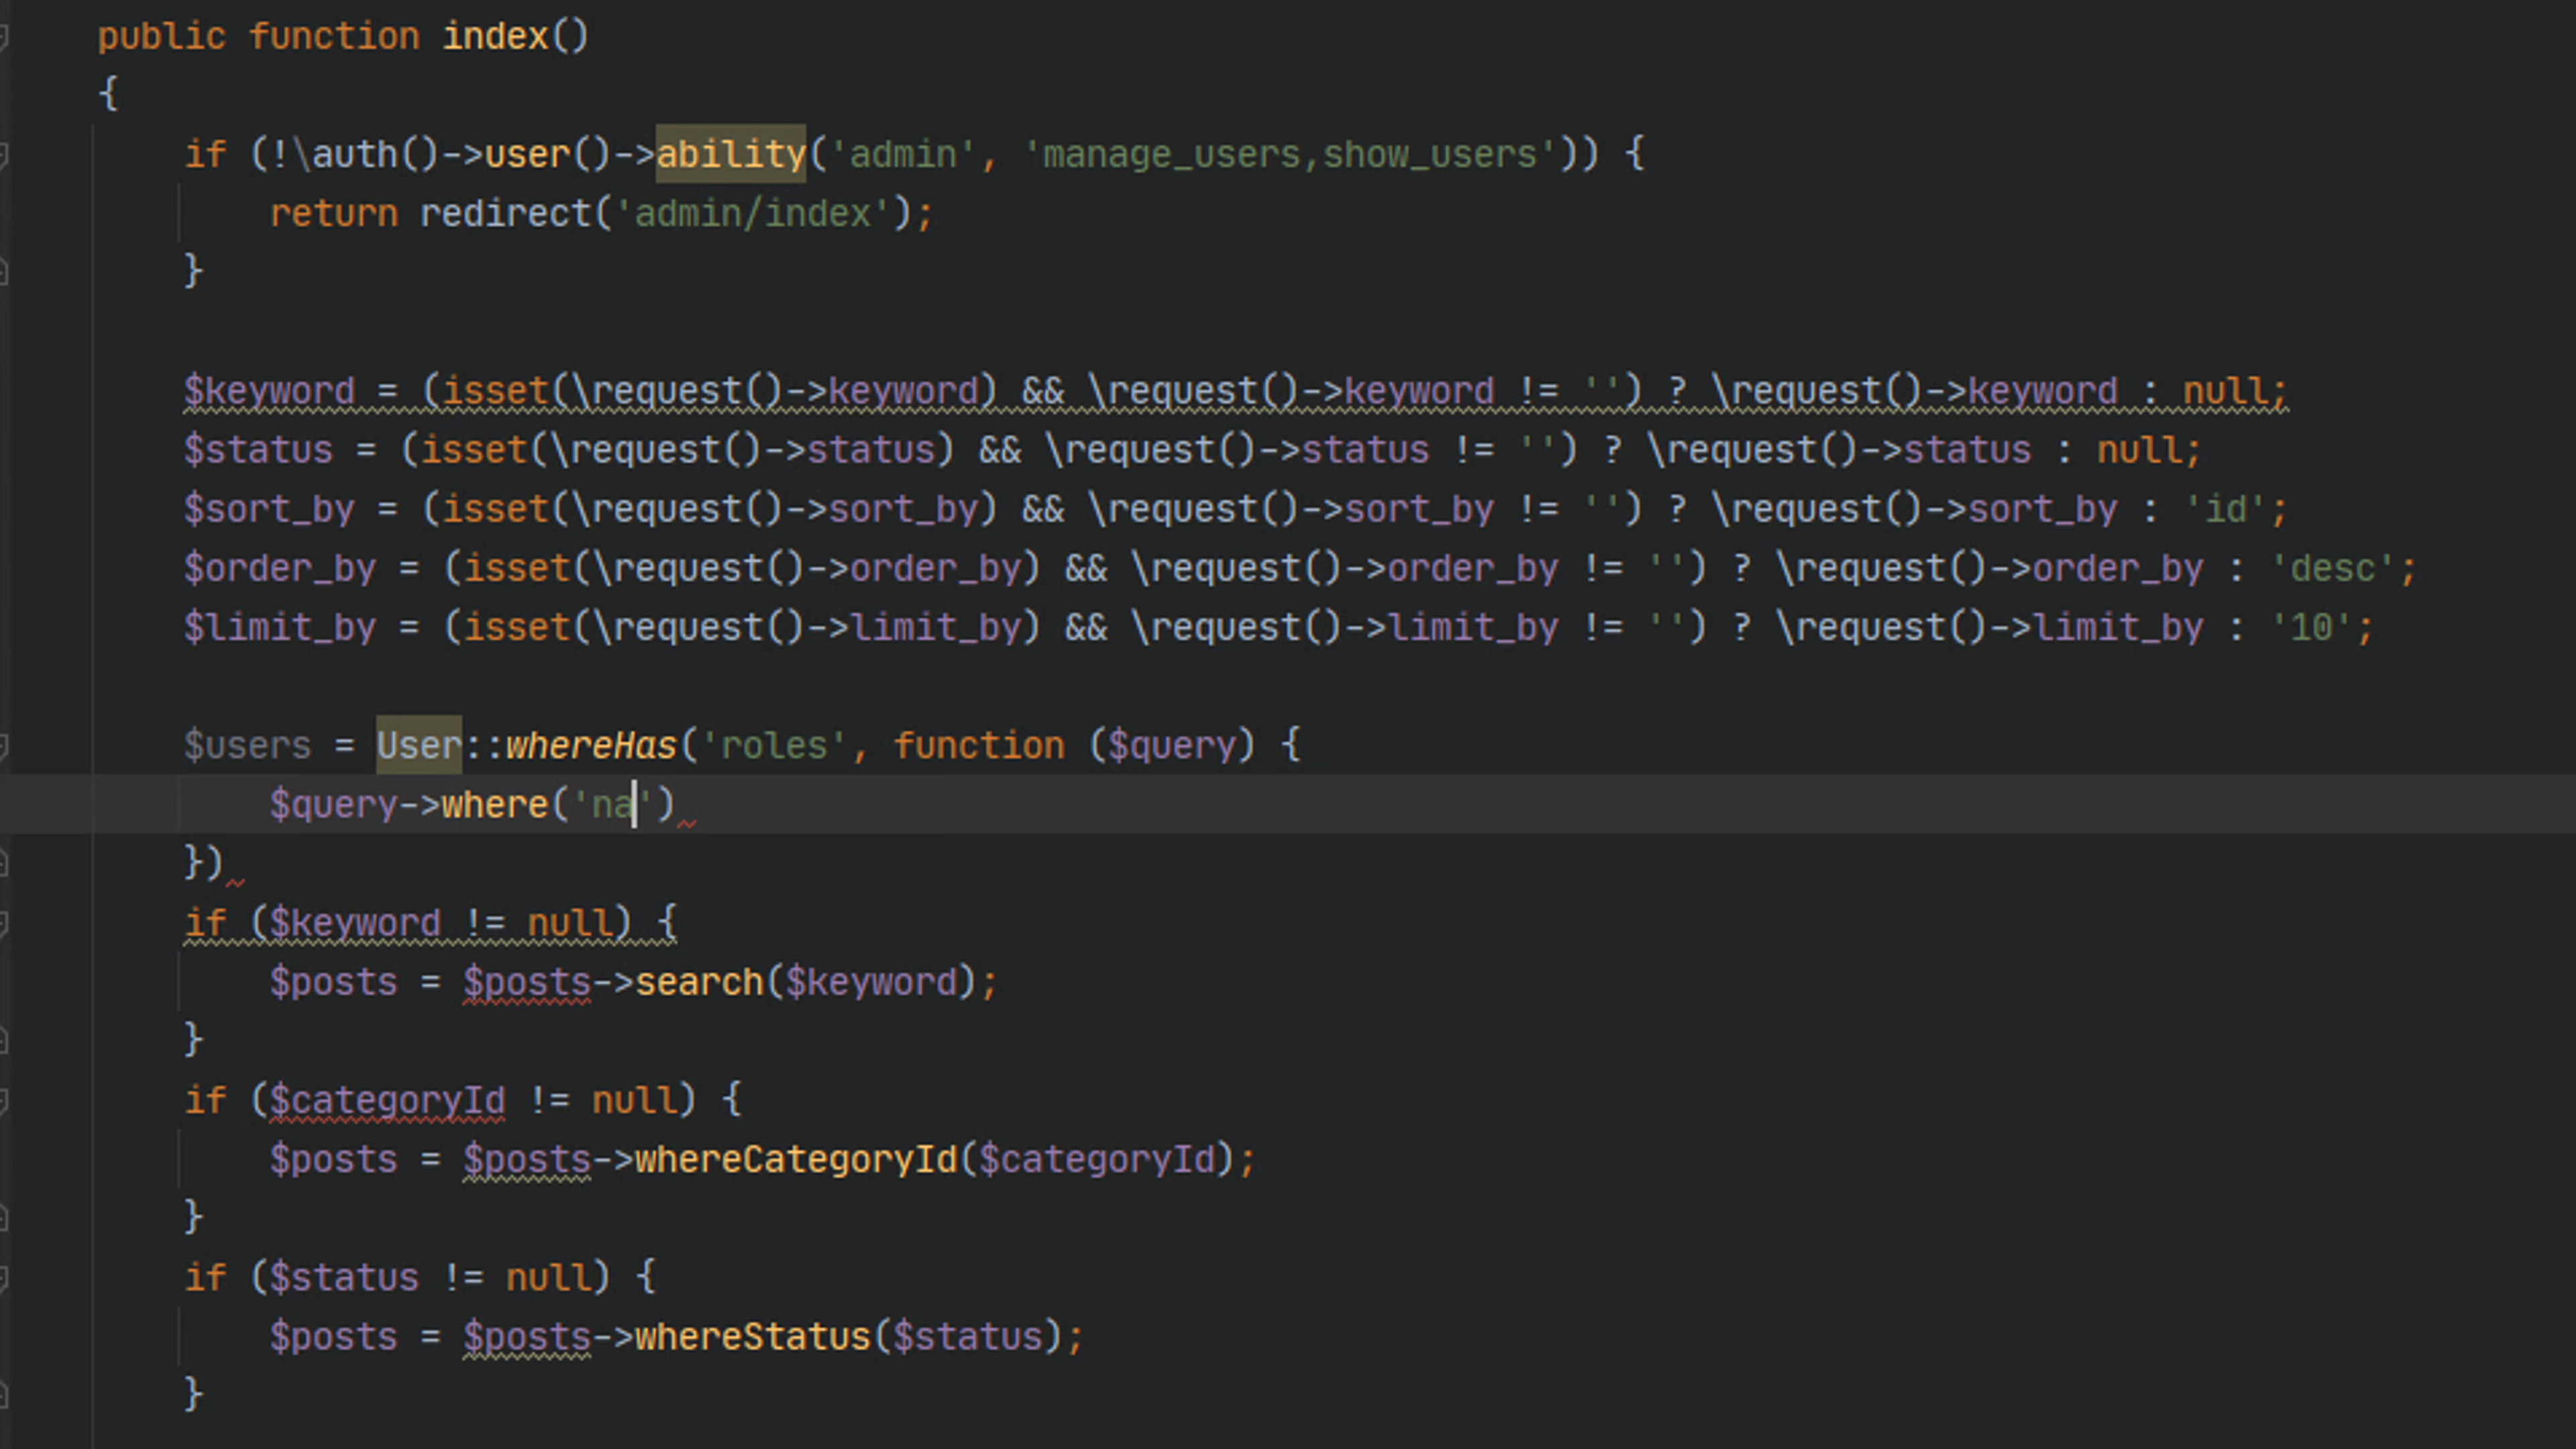 public function index()
{
if (!\auth()->user()->ability('admin', 'manage_users,show_users')) {
return redirect('admin/index');
}
$keyword = (isset(\request()->keyword) && \request()->keyword != '') ? \request()->keyword : null;
$status = (isset(\request()->status) && \request()->status != '') ? \request()->status : null;
$sort_by = (isset(\request()->sort_by) && \request()->sort_by != '') ? \request()->sort_by : 'id';
$order_by = (isset(\request()->order_by) && \request()->order_by != '') ? \request()->order_by : 'desc';
$limit_by = (isset(\request()->limit_by) && \request()->limit_by != '') ? \request()->limit_by : '10';
$users = User::whereHas('roles', function ($query) {
$query->where('na')
})
if ($keyword != null) {
$posts = $posts->search($keyword);
}
if ($categoryId != null) {
$posts = $posts->whereCategoryId($categoryId);
}
if ($status != null) {
$posts = $posts->whereStatus($status);
}